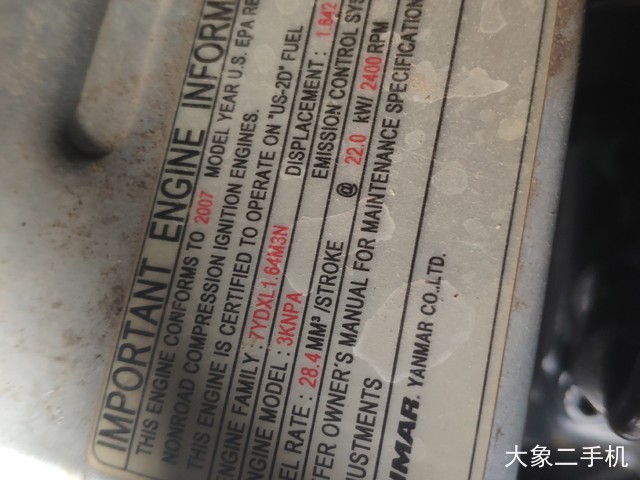 IMPORTANT ENGINE INFORM
THIS ENGINE CONFORMS TO 2007 MODEL YEAR U.S. EPA RE
NONROAD COMPRESSION IGNITION ENGINES.
THIS ENGINE IS CERTIFIED TO OPERATE ON "US-2D" FUEL
ENGINE FAMILY : 7YDXL1.64M3N DISPLACEMENT : 1.642
ENGINE MODEL : 3KNPA EMISSION CONTROL SYS
EL RATE : 28.4 MM³ /STROKE @ 22.0 kW/ 2400 RPM
FER OWNER'S MANUAL FOR MAINTENANCE SPECIFICATION
JUSTMENTS
NMAR. YANMAR CO.,LTD.
大象二手机